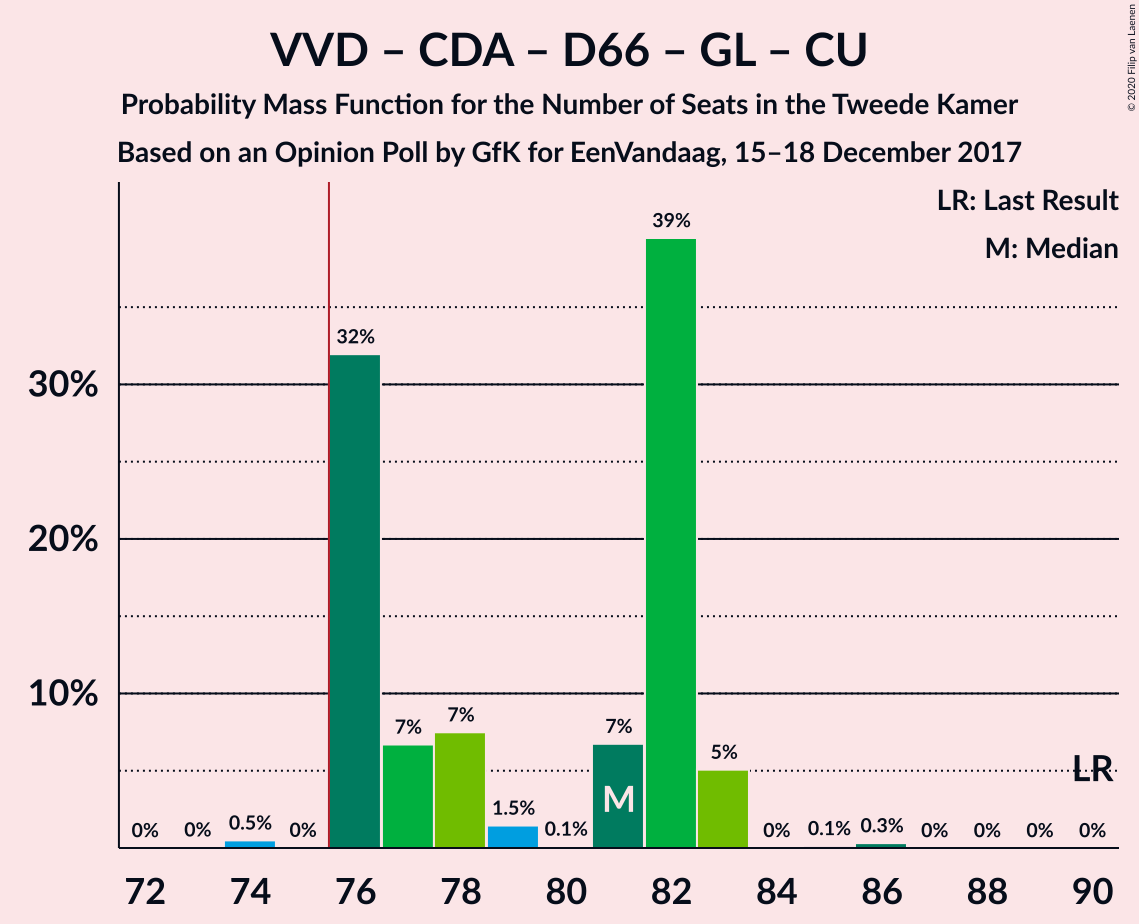 © 2020 Filip van Laenen
VVD – CDA – D66 – GL – CU
Probability Mass Function for the Number of Seats in the Tweede Kamer
Based on an Opinion Poll by GfK for EenVandaag, 15–18 December 2017
LR: Last Result
M: Median
39%
32%
30%
20%
10%
7%
7%
7%
5%
LR
M
1.5%
0% 0% 0.5% 0% 0.1% 0% 0.1% 0.3% 0% 0% 0% 0%
72 74 76 78 80 82 84 86 88 90